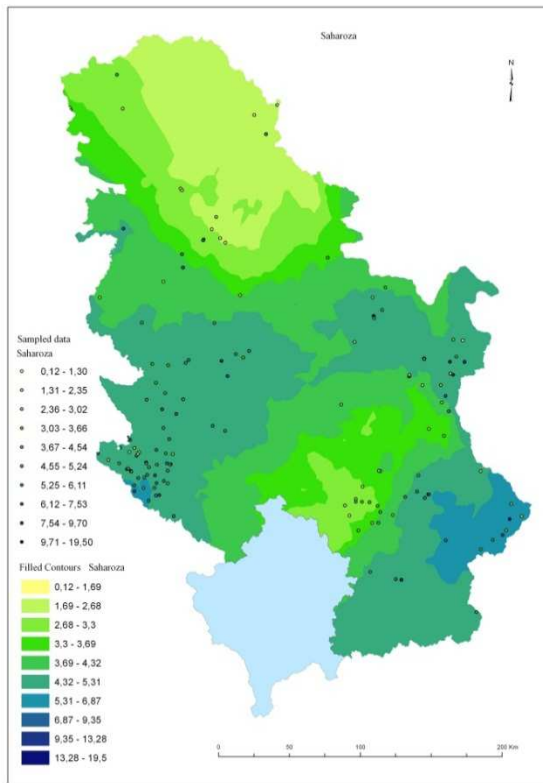 Saharoza
N
Sampled data
Saharoza
0,12 - 1,30
1,31 - 2,35
2,36 - 3,02
3,03 - 3,66
3,67 - 4,54
4,55 - 5,24
5,25 - 6,11
6,12 - 7,53
7,54 - 9,70
9,71 - 19,50
Filled Contours Saharoza
0,12 - 1,69
1,69 - 2,68
2,68 - 3,3
3,3 - 3,69
3,69 - 4,32
4,32 - 5,31
5,31 - 6,87
6,87 - 9,35
9,35 - 13,28
13,28 - 19,5
0 50 100 200 Km